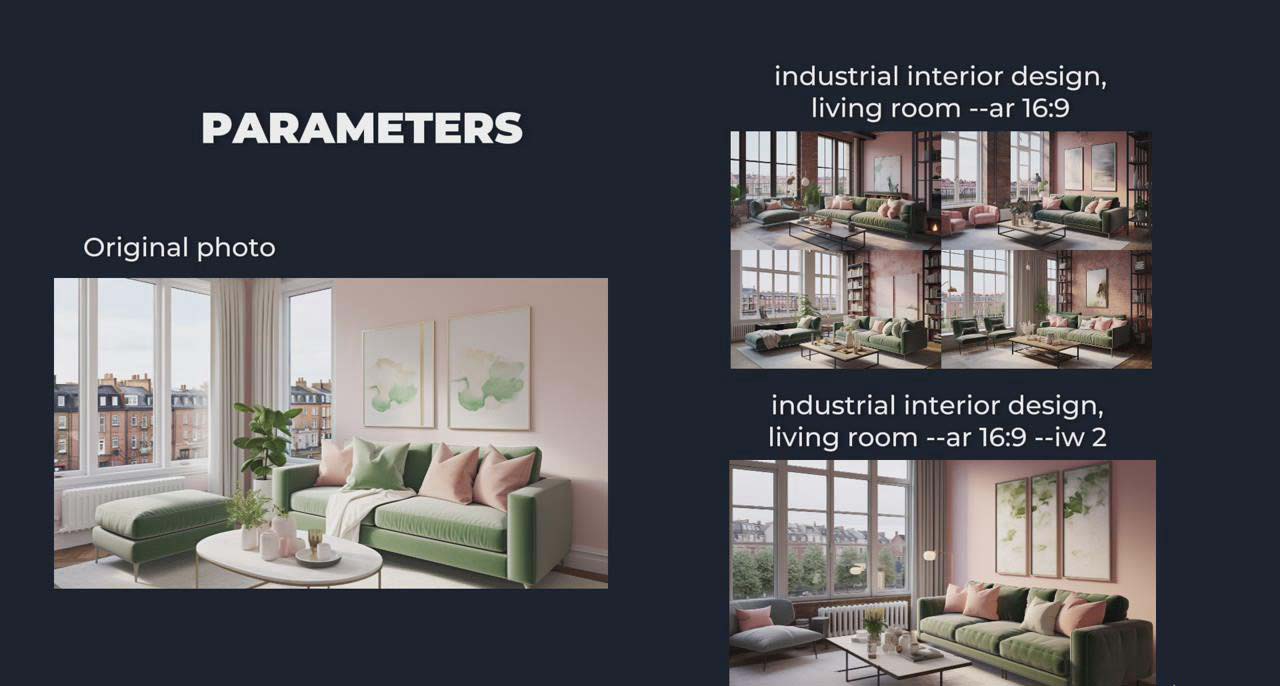 PARAMETERS
Original photo
industrial interior design,
living room --ar 16:9
industrial interior design,
living room --ar 16:9 --iw 2